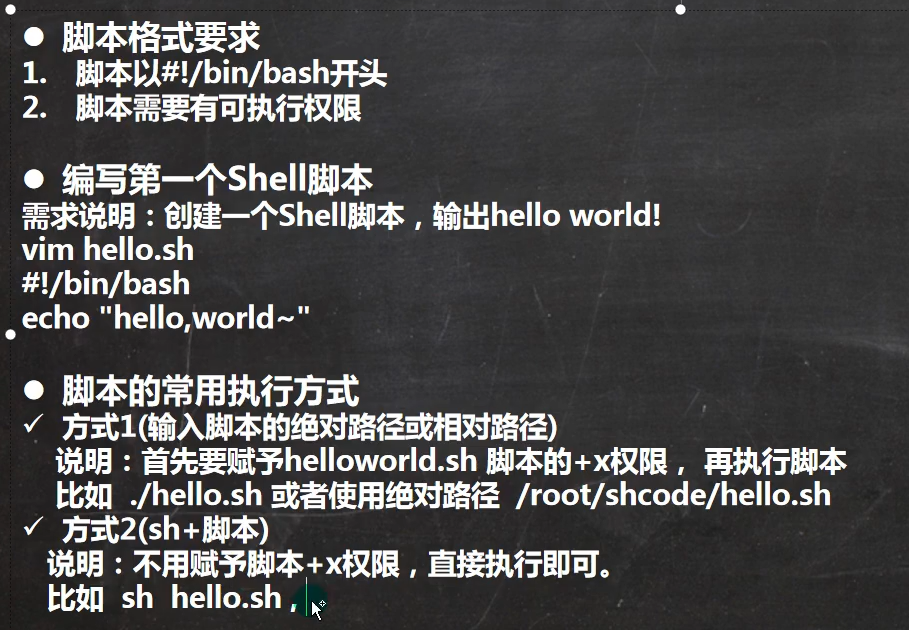 ● 脚本格式要求
1. 脚本以#!/bin/bash开头
2. 脚本需要有可执行权限
● 编写第一个Shell脚本
需求说明：创建一个Shell脚本，输出hello world!
vim hello.sh
#!/bin/bash
echo "hello,world~"
● 脚本的常用执行方式
✓ 方式1(输入脚本的绝对路径或相对路径)
说明：首先要赋予helloworld.sh 脚本的+x权限， 再执行脚本
比如 ./hello.sh 或者使用绝对路径 /root/shcode/hello.sh
✓ 方式2(sh+脚本)
说明：不用赋予脚本+x权限，直接执行即可。
比如 sh hello.sh ,